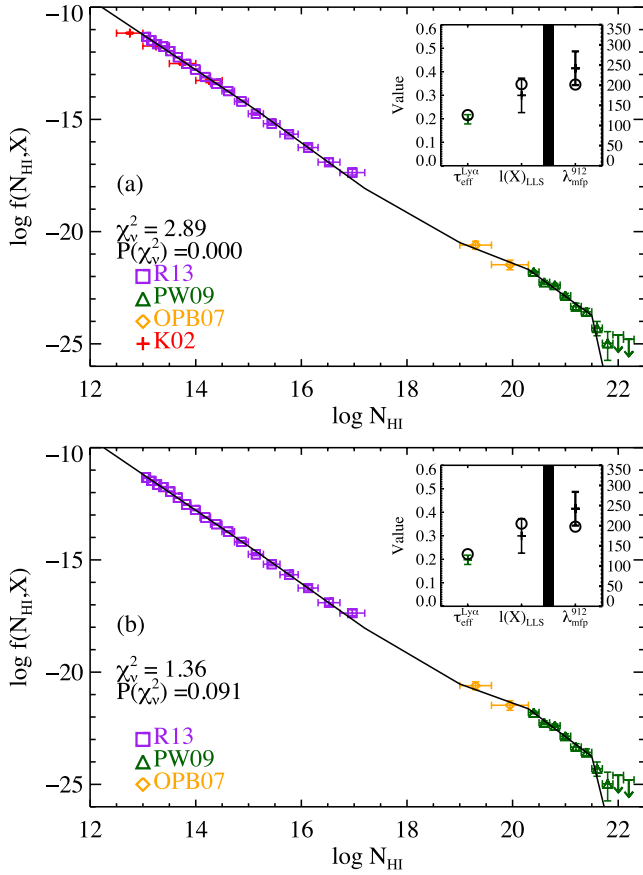 −10
−15
−20
−25
log f(N_HI,X)
(a)
χ²_ν = 2.89
P(χ²_ν) =0.000
R13
PW09
OPB07
K02
0.6
0.5
0.4
0.3
0.2
0.1
0.0
Value
350
300
250
200
150
100
50
0
τ_eff^Lyα l(X)_LLS λ_mfp^912
12 14 16 18 20 22
log N_HI
−10
−15
−20
−25
log f(N_HI,X)
(b)
χ²_ν = 1.36
P(χ²_ν) =0.091
R13
PW09
OPB07
0.6
0.5
0.4
0.3
0.2
0.1
0.0
Value
350
300
250
200
150
100
50
0
τ_eff^Lyα l(X)_LLS λ_mfp^912
12 14 16 18 20 22
log N_HI